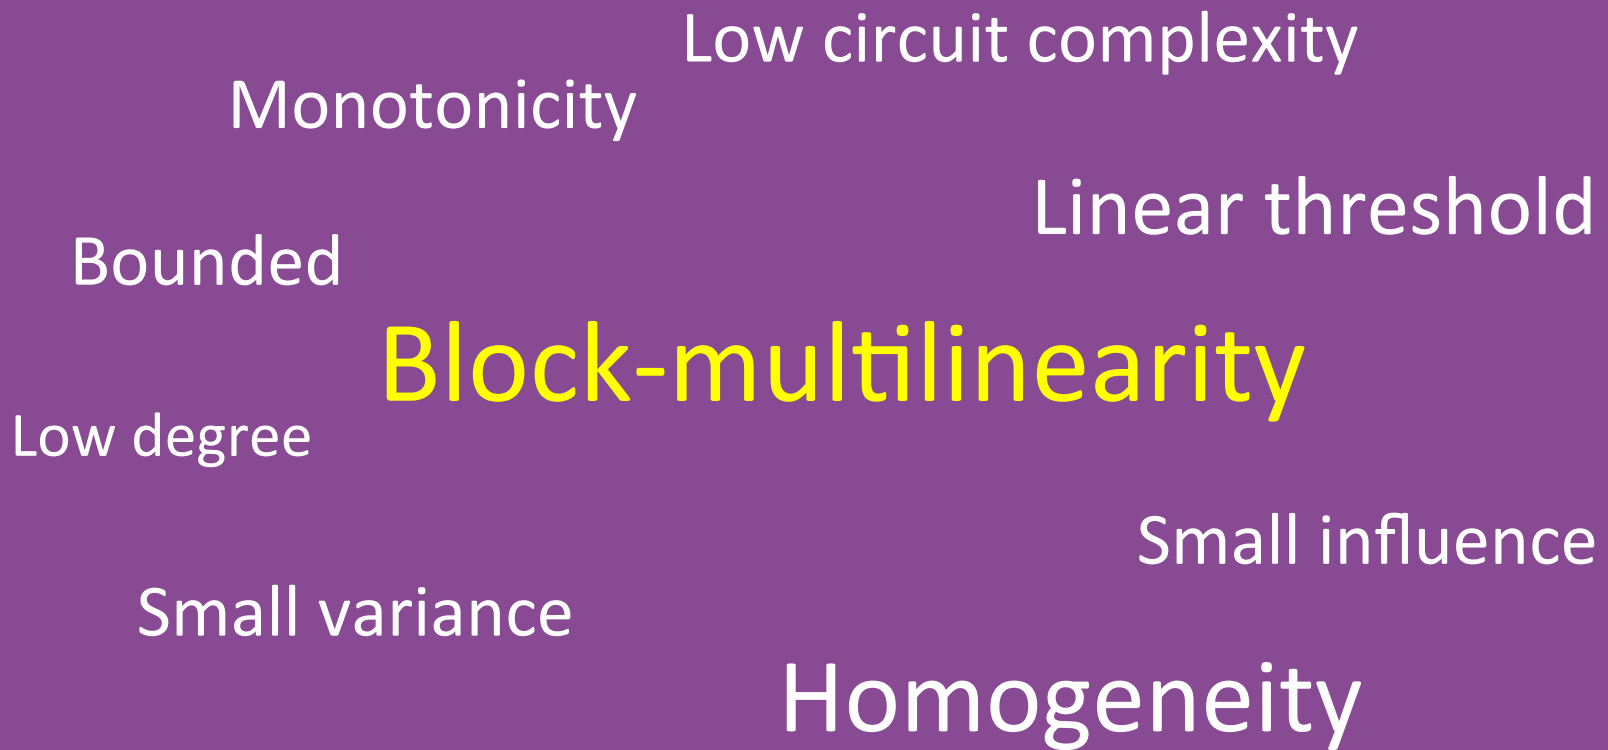 Low circuit complexity
Monotonicity
Linear threshold
Bounded
Block-multilinearity
Low degree
Small influence
Small variance
Homogeneity